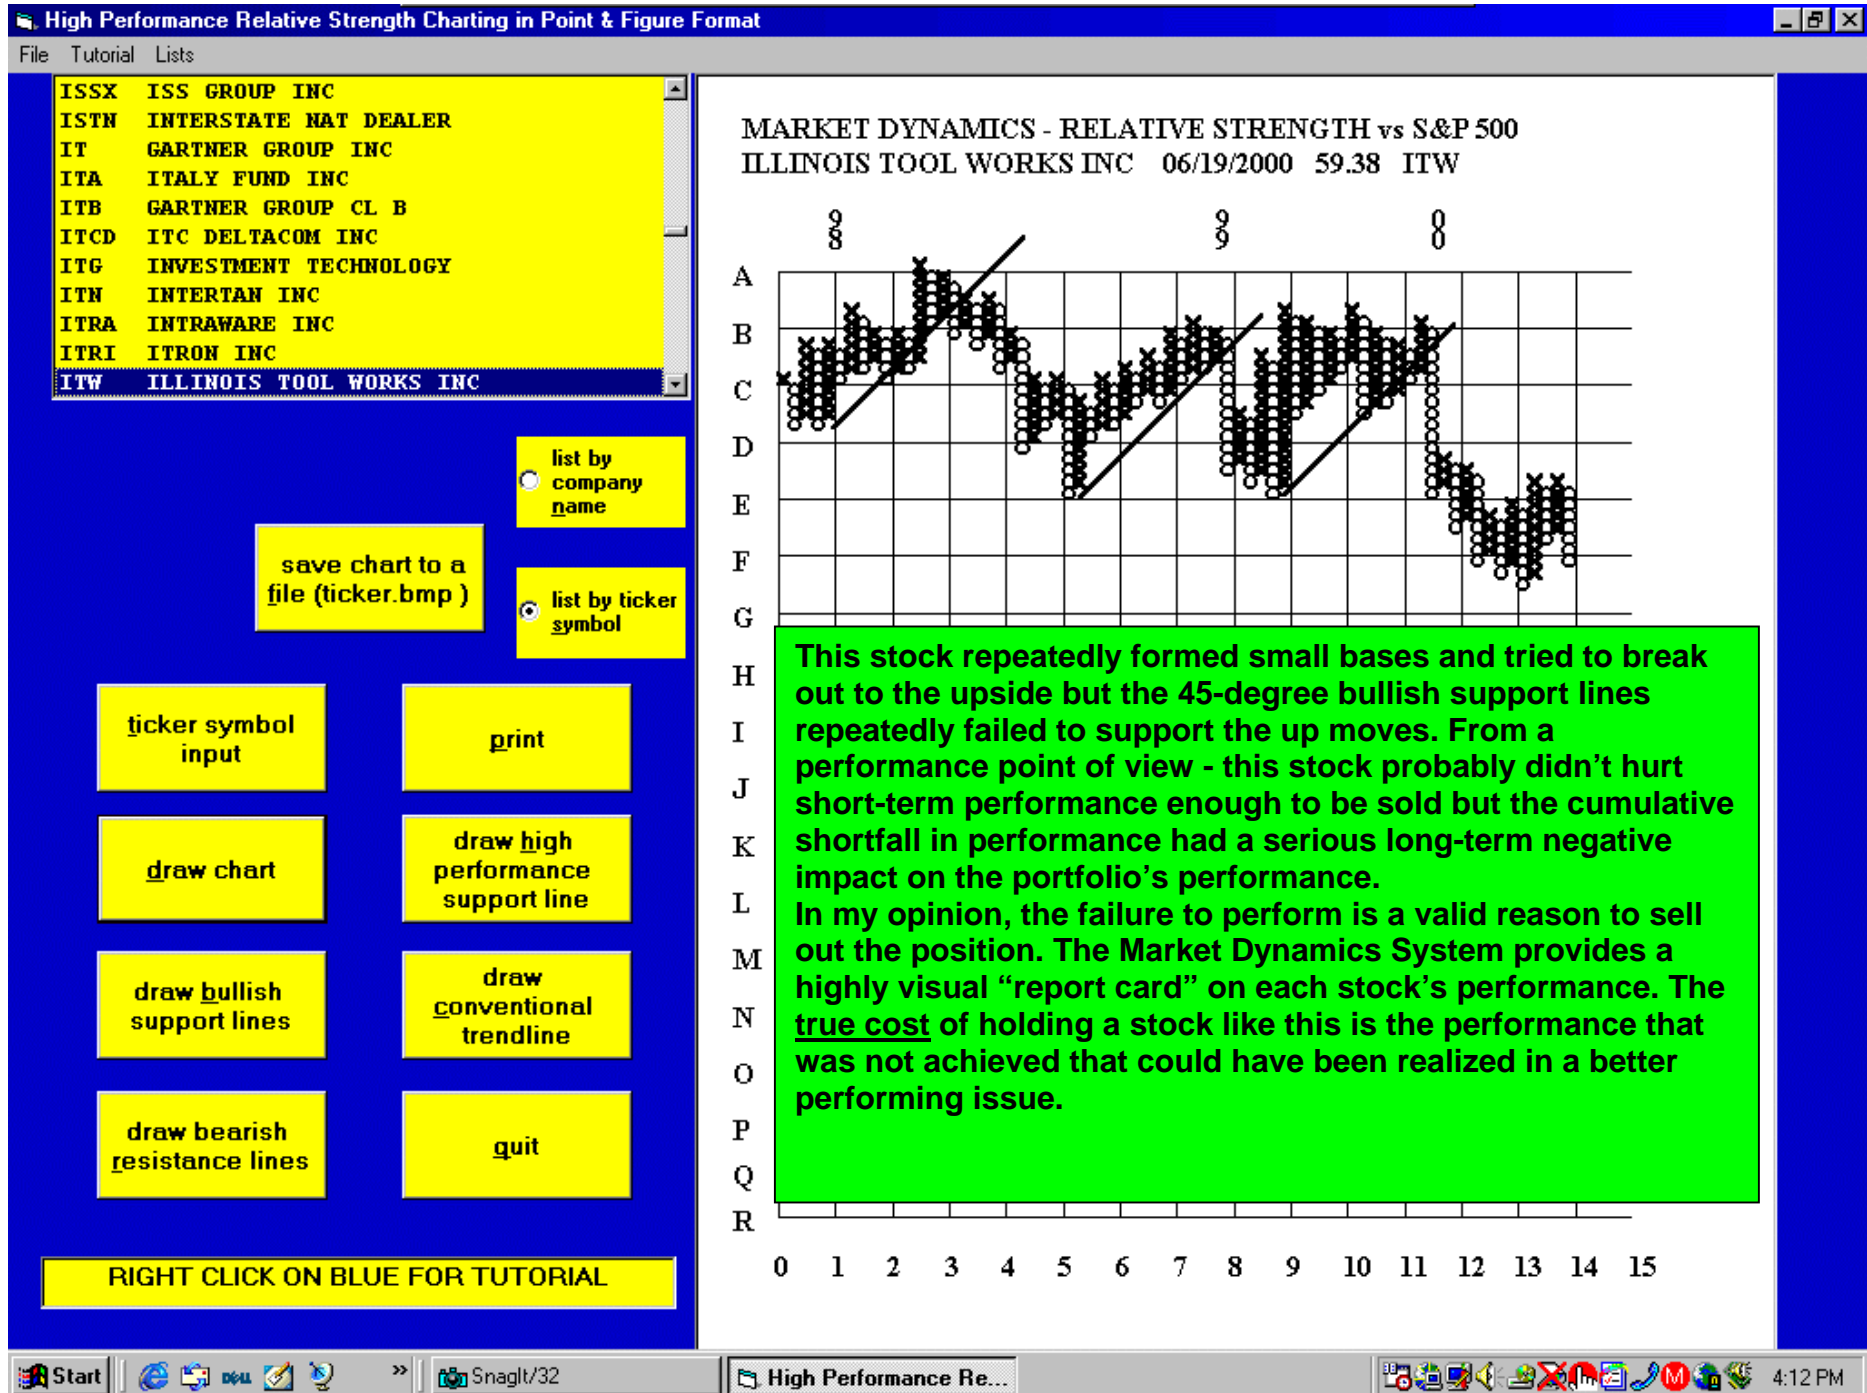 High Performance Relative Strength Charting in Point & Figure Format
File Tutorial Lists
ISSX ISS GROUP INC
ISTN INTERSTATE NAT DEALER
IT GARTNER GROUP INC
ITA ITALY FUND INC
ITB GARTNER GROUP CL B
ITCD ITC DELTACOM INC
ITG INVESTMENT TECHNOLOGY
ITN INTERTAN INC
ITRA INTRAWARE INC
ITRI ITRON INC
ITW ILLINOIS TOOL WORKS INC
list by
company
name
save chart to a
file (ticker.bmp )
list by ticker
symbol
ticker symbol
input
print
draw chart
draw high
performance
support line
draw bullish
support lines
draw
conventional
trendline
draw bearish
resistance lines
quit
RIGHT CLICK ON BLUE FOR TUTORIAL
MARKET DYNAMICS - RELATIVE STRENGTH vs S&P 500
ILLINOIS TOOL WORKS INC 06/19/2000 59.38 ITW
9 9 0
8 9 0
A
B
C
D
E
F
G
H
I
J
K
L
M
N
O
P
Q
R
This stock repeatedly formed small bases and tried to break
out to the upside but the 45-degree bullish support lines
repeatedly failed to support the up moves. From a
performance point of view - this stock probably didn’t hurt
short-term performance enough to be sold but the cumulative
shortfall in performance had a serious long-term negative
impact on the portfolio’s performance.
In my opinion, the failure to perform is a valid reason to sell
out the position. The Market Dynamics System provides a
highly visual “report card” on each stock’s performance. The
true cost of holding a stock like this is the performance that
was not achieved that could have been realized in a better
performing issue.
0 1 2 3 4 5 6 7 8 9 10 11 12 13 14 15
Start
DELL
»
SnagIt/32
High Performance Re...
4:12 PM